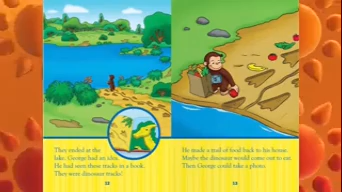 They ended at the
lake. George had an idea.
He had seen these tracks in a book.
They were dinosaur tracks!
12
He made a trail of food back to his house.
Maybe the dinosaur would come out to eat.
Then George could take a photo.
13